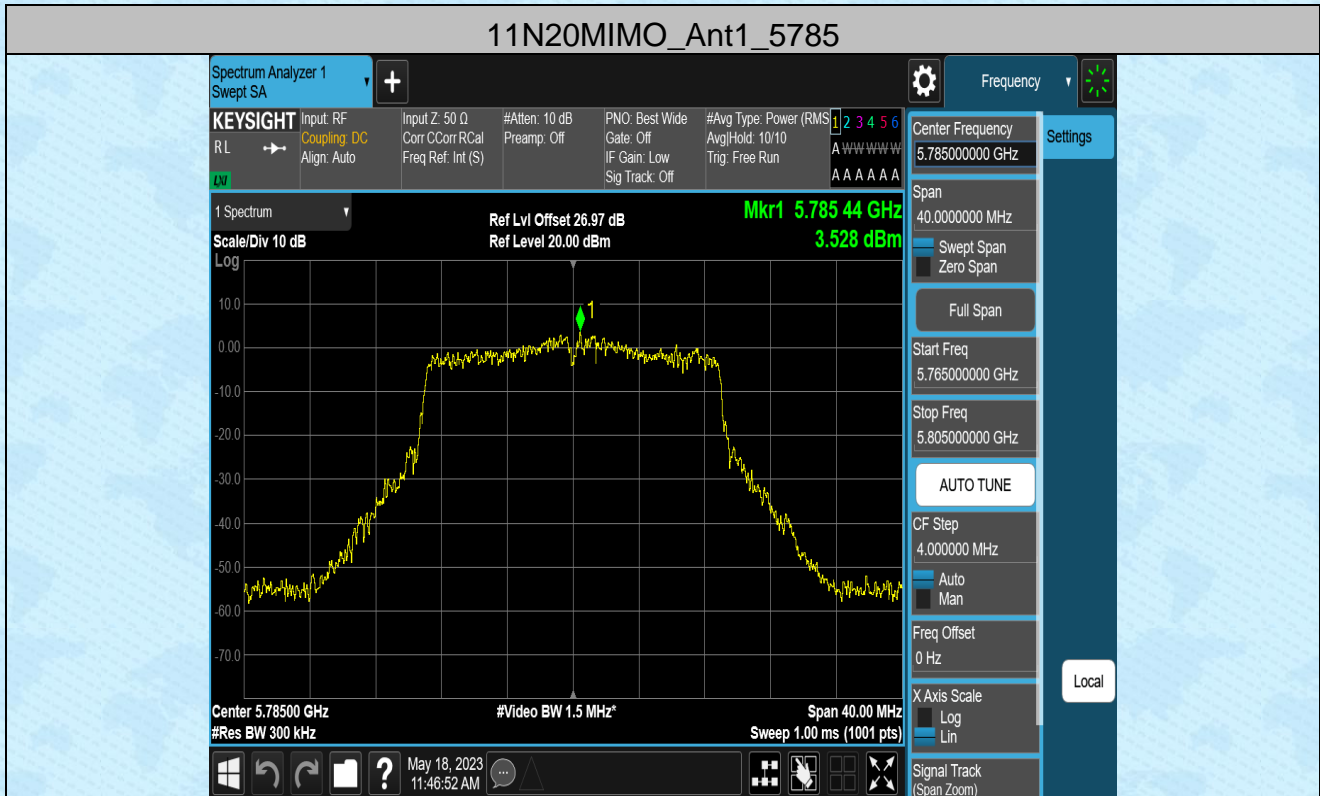 11N20MIMO_Ant1_5785
Spectrum Analyzer 1
Swept SA
Frequency
KEYSIGHT
R L
LXI
Input: RF
Coupling: DC
Align: Auto
Input Z: 50 Ω
Corr CCorr RCal
Freq Ref: Int (S)
#Atten: 10 dB
Preamp: Off
PNO: Best Wide
Gate: Off
IF Gain: Low
Sig Track: Off
#Avg Type: Power (RMS
Avg|Hold: 10/10
Trig: Free Run
1 2 3 4 5 6
A W W W W W
A A A A A A
1 Spectrum
Scale/Div 10 dB
Ref Lvl Offset 26.97 dB
Ref Level 20.00 dBm
Mkr1 5.785 44 GHz
3.528 dBm
Log
10.0
0.00
-10.0
-20.0
-30.0
-40.0
-50.0
-60.0
-70.0
1
Center 5.78500 GHz
#Video BW 1.5 MHz*
Span 40.00 MHz
#Res BW 300 kHz
Sweep 1.00 ms (1001 pts)
May 18, 2023
11:46:52 AM
Center Frequency
5.785000000 GHz
Settings
Span
40.0000000 MHz
Swept Span
Zero Span
Full Span
Start Freq
5.765000000 GHz
Stop Freq
5.805000000 GHz
AUTO TUNE
CF Step
4.000000 MHz
Auto
Man
Freq Offset
0 Hz
X Axis Scale
Log
Lin
Local
Signal Track
(Span Zoom)